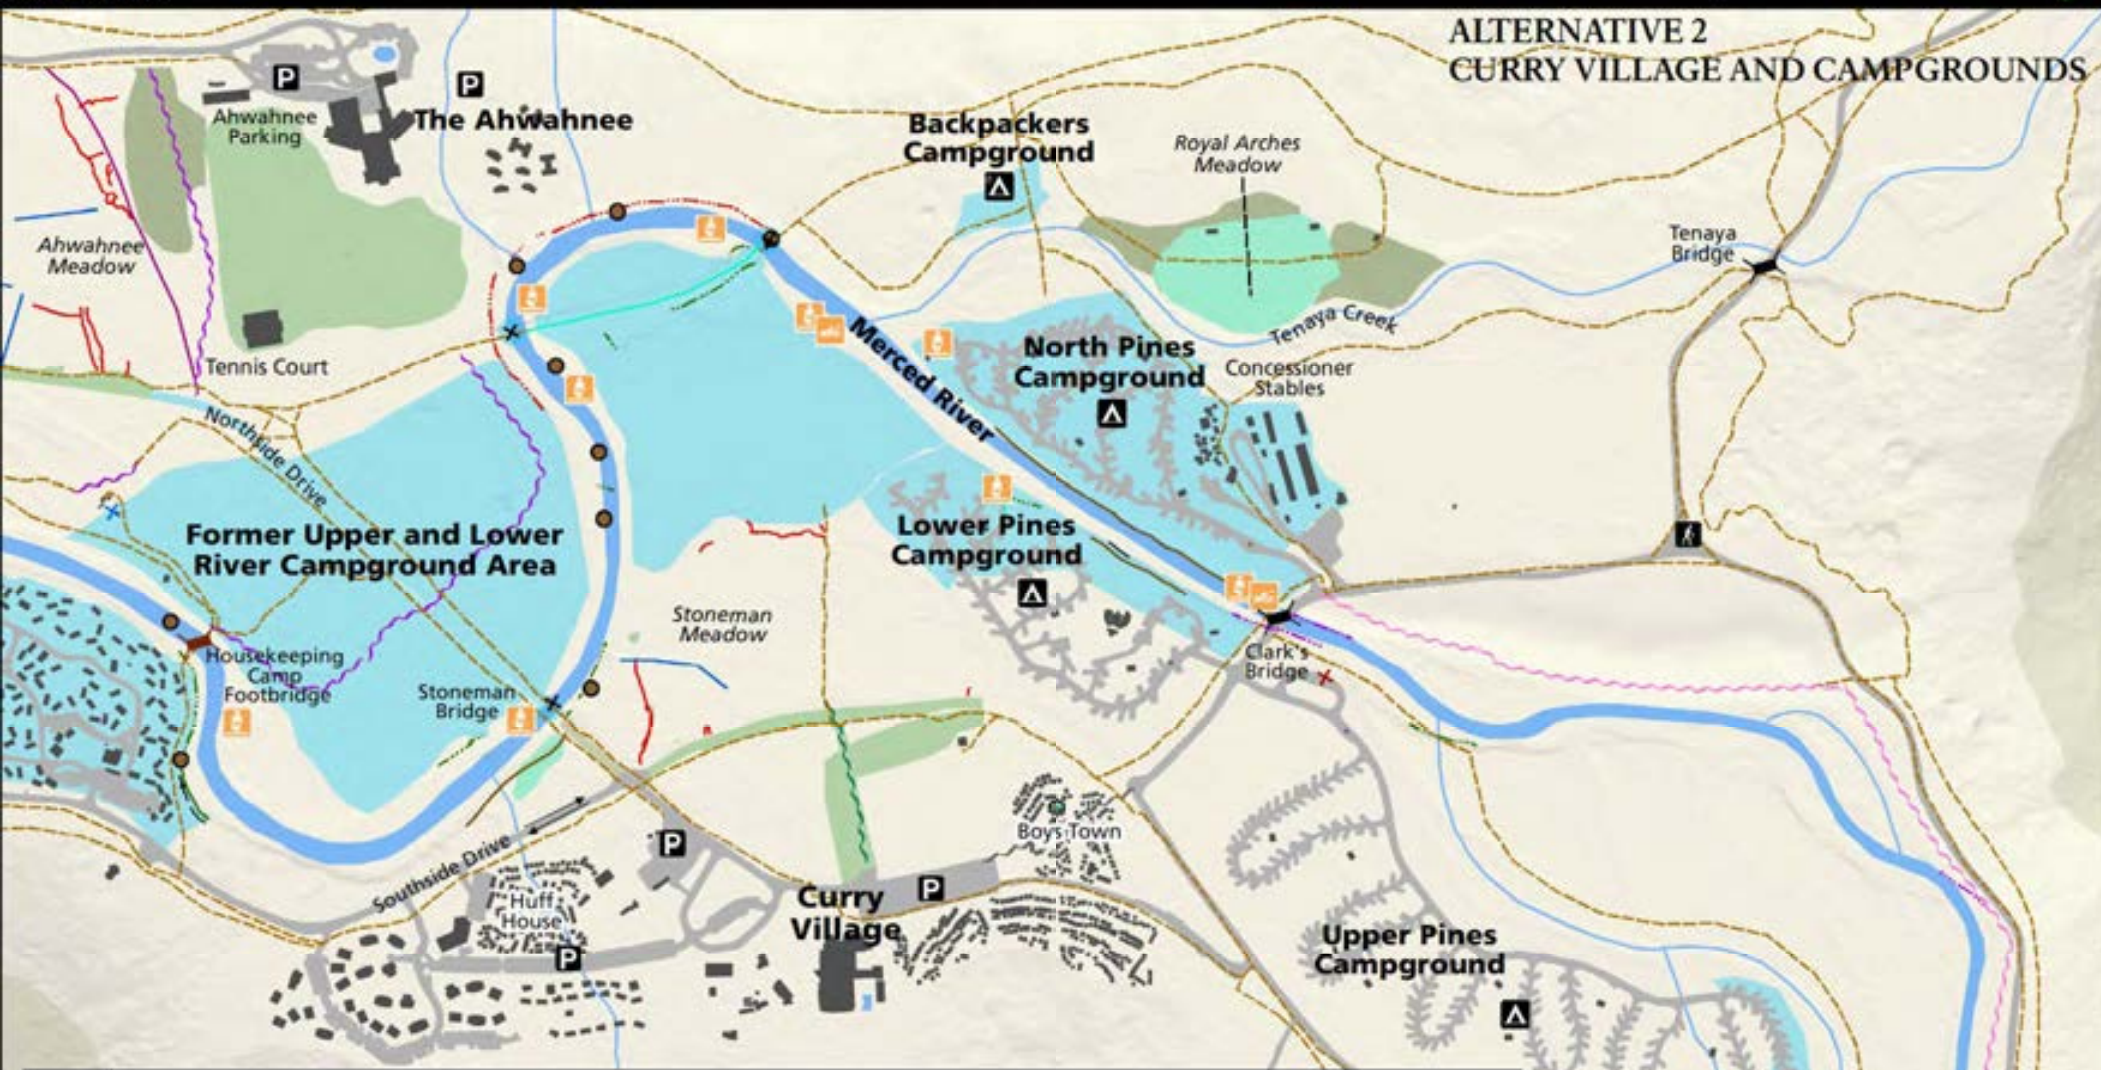 ALTERNATIVE 2
CURRY VILLAGE AND CAMPGROUNDS
P
P
Ahwahnee
Parking
The Ahwahnee
Backpackers
Campground
Royal Arches
Meadow
Ahwahnee
Meadow
Tenaya
Bridge
Tennis Court
Merced River
Tenaya Creek
North Pines
Campground
Concessioner
Stables
Northside Drive
Former Upper and Lower
River Campground Area
Lower Pines
Campground
Stoneman
Meadow
Housekeeping
Camp
Footbridge
Stoneman
Bridge
Clark's
Bridge
Southside Drive
P
Boys Town
Huff
House
P
Curry
Village
P
Upper Pines
Campground